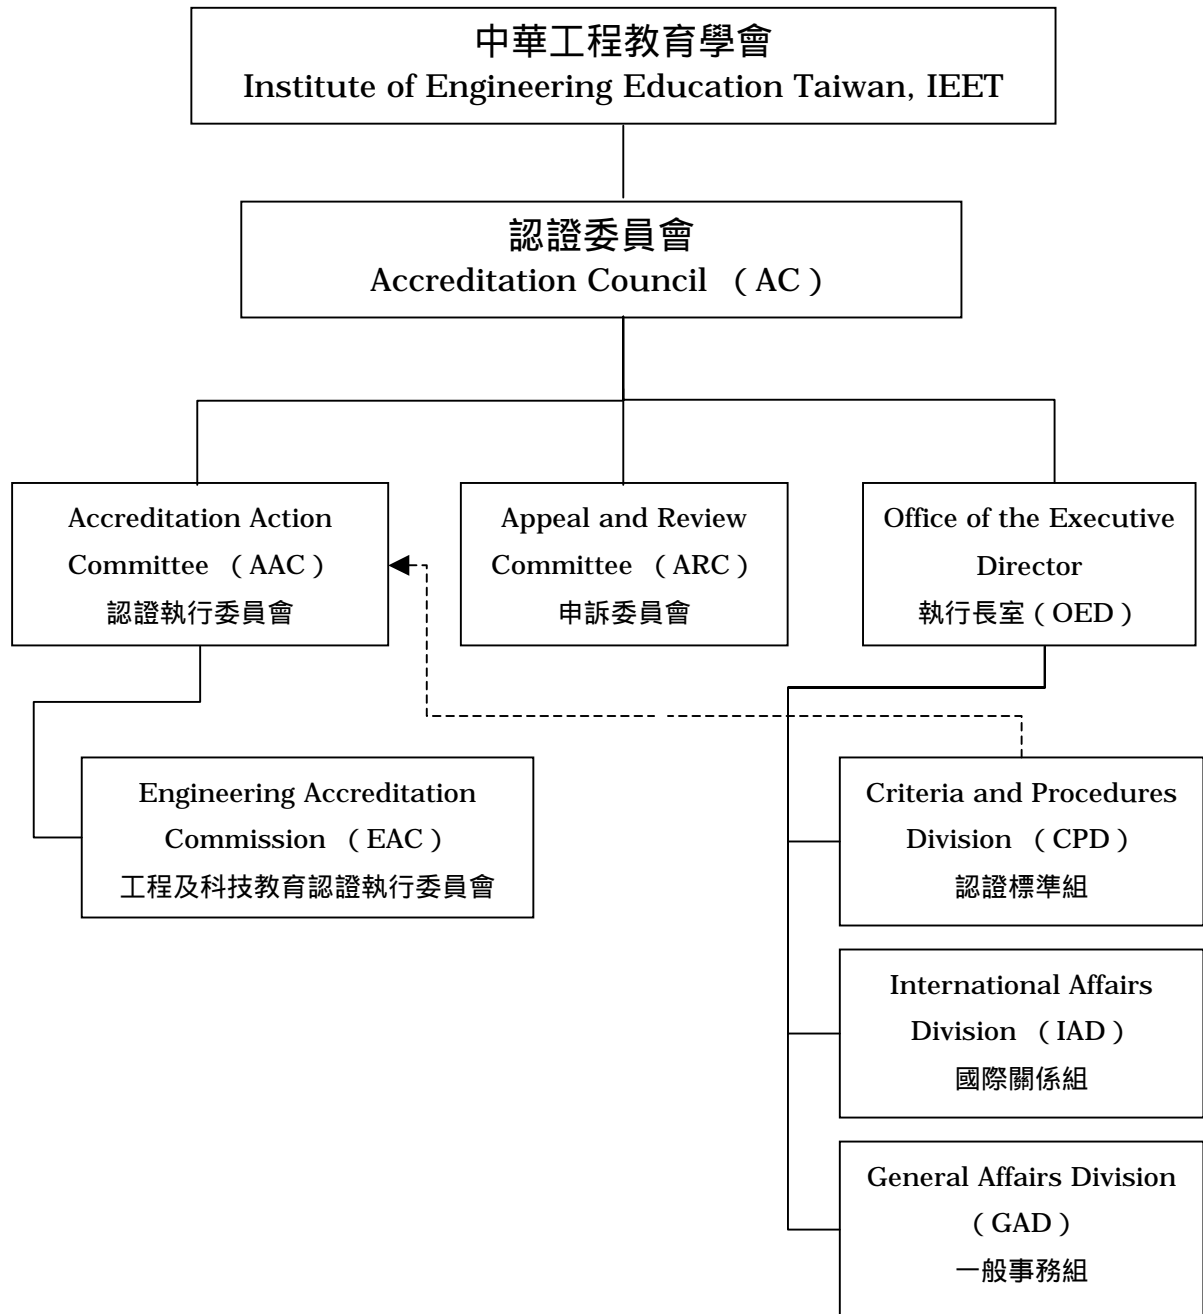 中華工程教育學會
Institute of Engineering Education Taiwan, IEET
認證委員會
Accreditation Council （AC）
Accreditation Action
Committee （AAC）
認證執行委員會
Appeal and Review
Committee （ARC）
申訴委員會
Office of the Executive
Director
執行長室（OED）
Engineering Accreditation
Commission （EAC）
工程及科技教育認證執行委員會
Criteria and Procedures
Division （CPD）
認證標準組
International Affairs
Division （IAD）
國際關係組
General Affairs Division
（GAD）
一般事務組